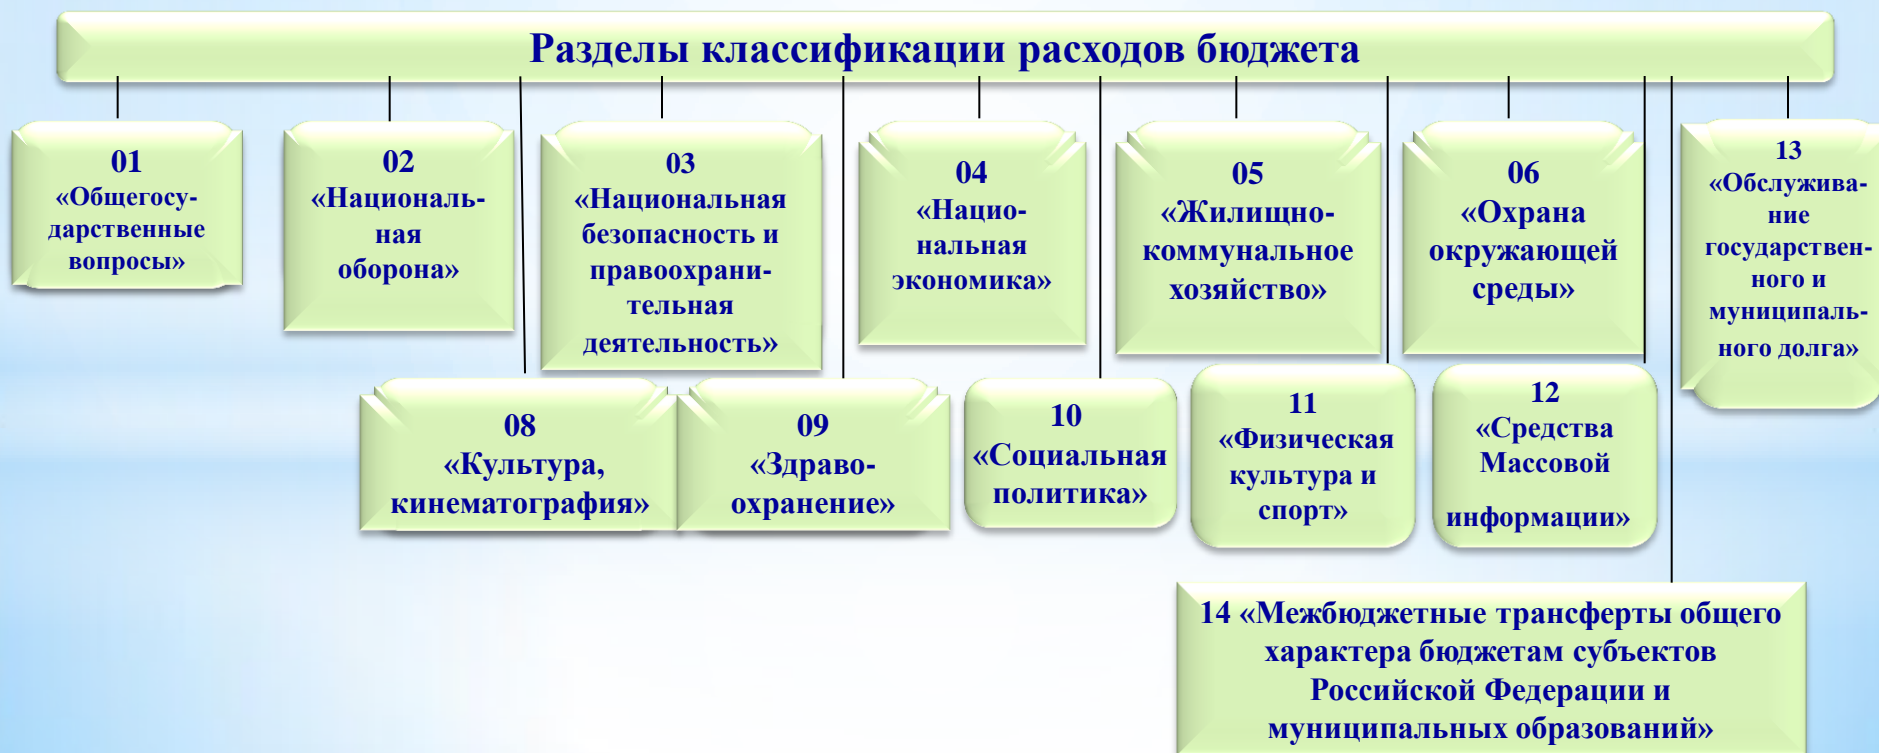 Разделы классификации расходов бюджета
01
«Общегосу-
дарственные
вопросы»
02
«Националь-
ная
оборона»
03
«Национальная
безопасность и
правоохрани-
тельная
деятельность»
04
«Нацио-
нальная
экономика»
05
«Жилищно-
коммунальное
хозяйство»
06
«Охрана
окружающей
среды»
13
«Обслужива-
ние
государствен-
ного и
муниципаль-
ного долга»
08
«Культура,
кинематография»
09
«Здраво-
охранение»
10
«Социальная
политика»
11
«Физическая
культура и
спорт»
12
«Средства
Массовой
информации»
14 «Межбюджетные трансферты общего
характера бюджетам субъектов
Российской Федерации и
муниципальных образований»